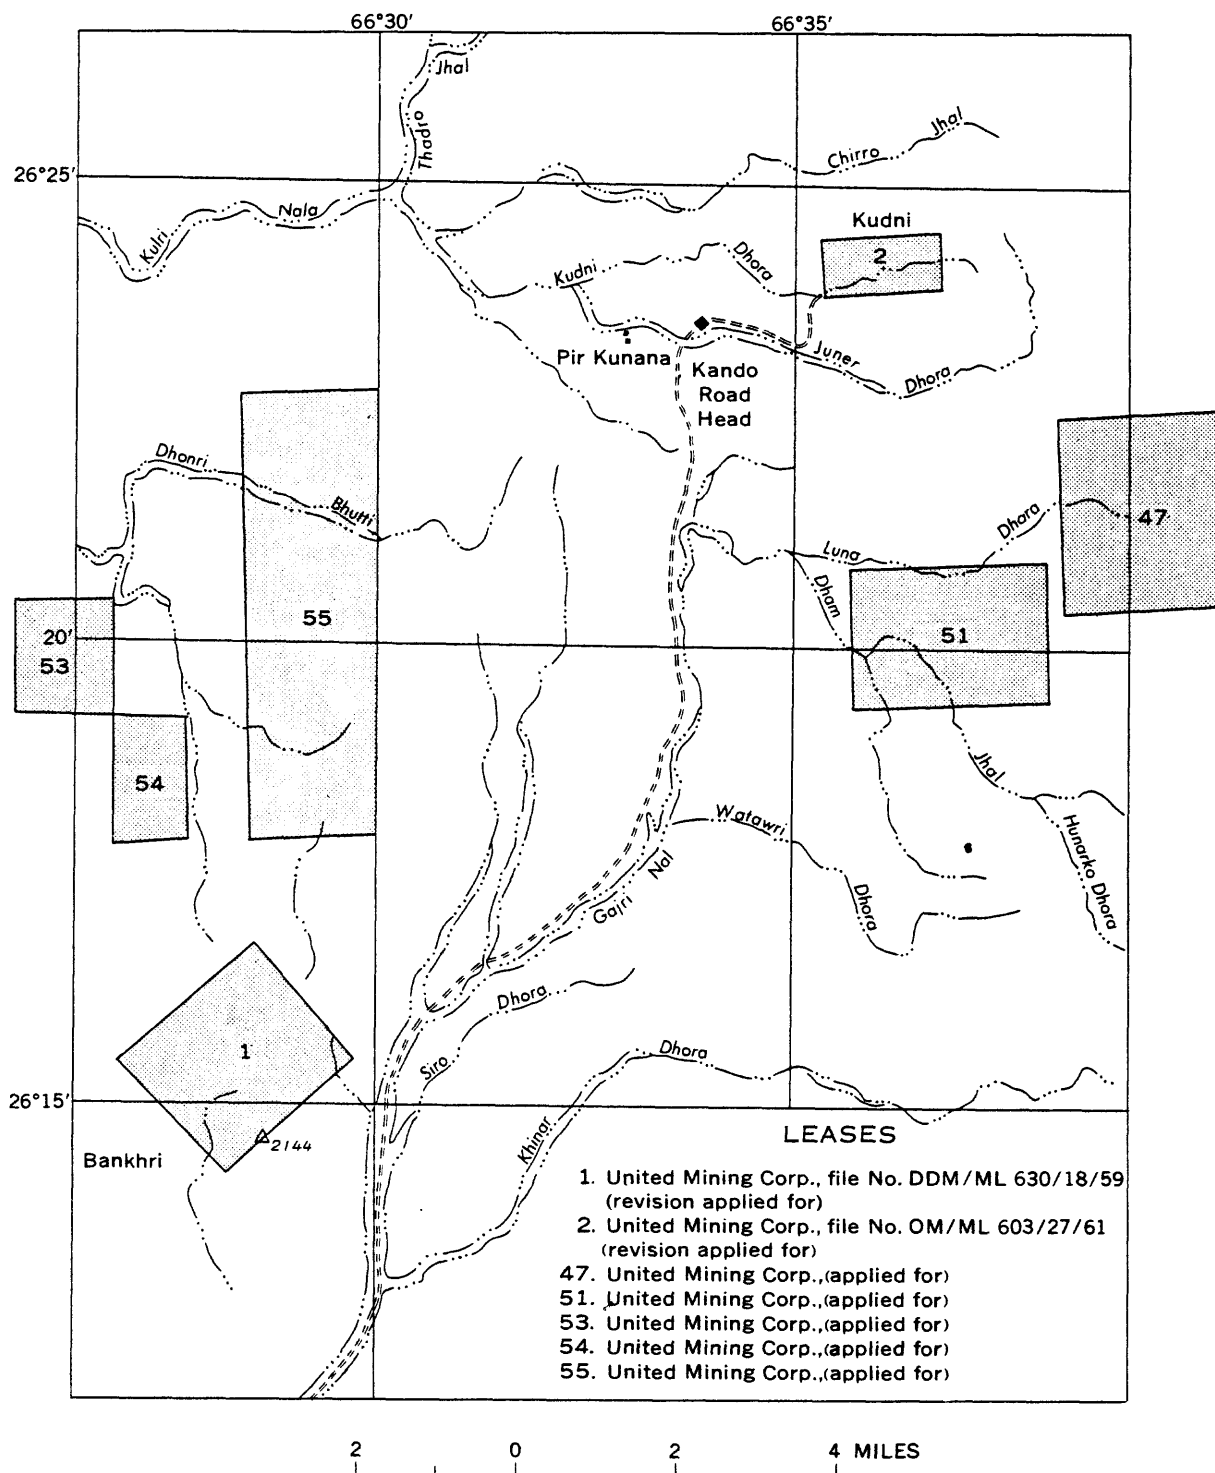 66°30′ 66°35′
Jhal
Thadro
Jhal
Chirro
26°25′
Nala
Kulri
Kudni
2
Dhora
Kudni
Pir Kunana
Juner
Dhora
Kando
Road
Head
Dhonri
Bhutti
Dhora
47
Luna
Dham
55
51
20′
53
54
Jhal
Watawri
Dhora
Hunarko Dhora
Nal
Gajri
Dhora
Siro
1
Dhora
26°15′
Khinar
2144
Bankhri
LEASES
1. United Mining Corp., file No. DDM/ML 630/18/59
(revision applied for)
2. United Mining Corp., file No. OM/ML 603/27/61
(revision applied for)
47. United Mining Corp.,(applied for)
51. United Mining Corp.,(applied for)
53. United Mining Corp.,(applied for)
54. United Mining Corp.,(applied for)
55. United Mining Corp.,(applied for)
2 0 2 4 MILES